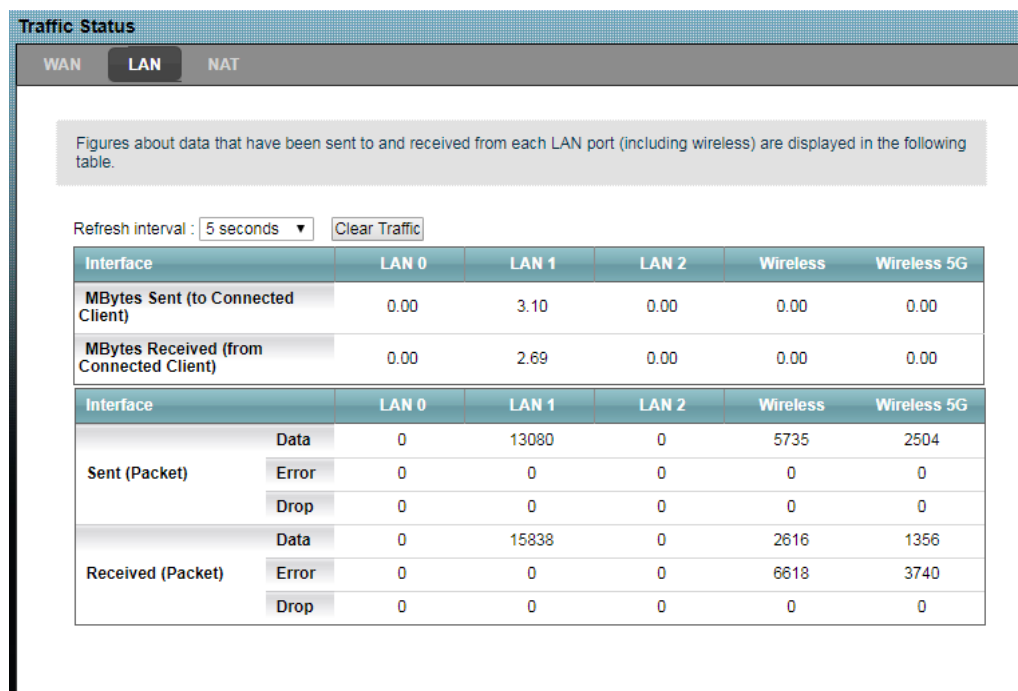 Traffic Status
WAN LAN NAT
Figures about data that have been sent to and received from each LAN port (including wireless) are displayed in the following
table.
Refresh interval : 5 seconds ▼ Clear Traffic
Interface LAN 0 LAN 1 LAN 2 Wireless Wireless 5G
MBytes Sent (to Connected
Client) 0.00 3.10 0.00 0.00 0.00
MBytes Received (from
Connected Client) 0.00 2.69 0.00 0.00 0.00
Interface LAN 0 LAN 1 LAN 2 Wireless Wireless 5G
Data 0 13080 0 5735 2504
Sent (Packet) Error 0 0 0 0 0
Drop 0 0 0 0 0
Data 0 15838 0 2616 1356
Received (Packet) Error 0 0 0 6618 3740
Drop 0 0 0 0 0